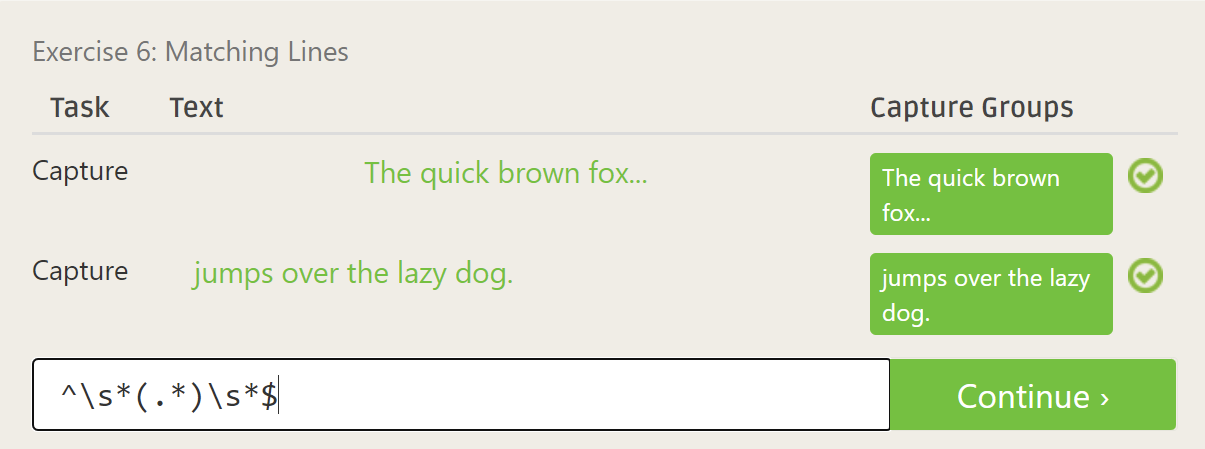 Exercise 6: Matching Lines
Task Text Capture Groups
Capture The quick brown fox... The quick brown
fox...
Capture jumps over the lazy dog. jumps over the lazy
dog.
^\s*(.*)\s*$ Continue ›